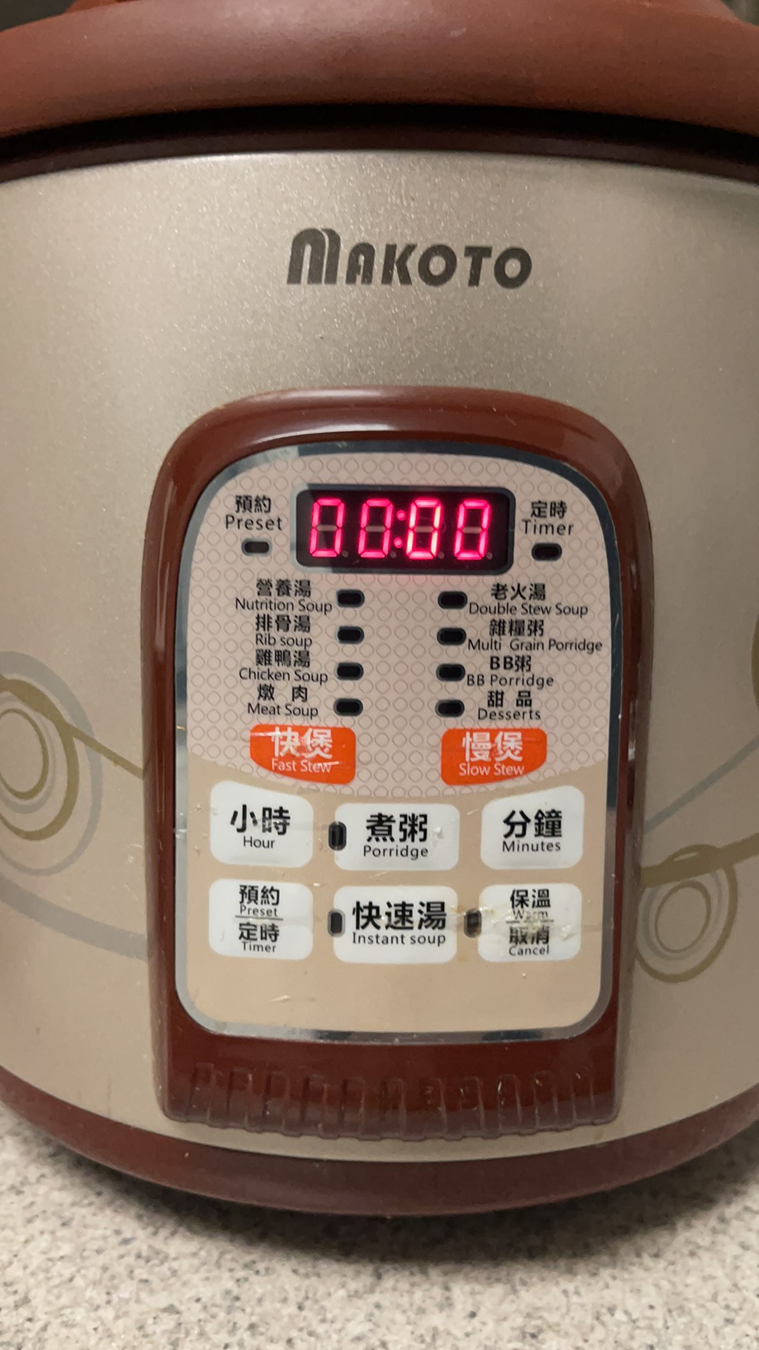 MAKOTO
預約
Preset
00:00
定時
Timer
營養湯
Nutrition Soup
排骨湯
Rib soup
雞鴨湯
Chicken Soup
燉 肉
Meat Soup
老火湯
Double Stew Soup
雜糧粥
Multi Grain Porridge
BB粥
BB Porridge
甜 品
Desserts
快煲
Fast Stew
慢煲
Slow Stew
小時
Hour
煮粥
Porridge
分鐘
Minutes
預約
Preset
定時
Timer
快速湯
Instant soup
保溫
Warm
取消
Cancel